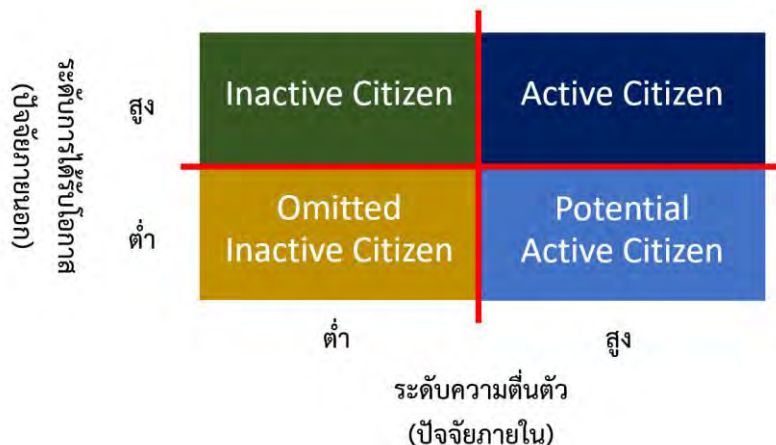 ระดับการได้รับโอกาส
(ปัจจัยภายนอก)
สูง
Inactive Citizen
Active Citizen
ต่ำ
Omitted
Inactive Citizen
Potential
Active Citizen
ต่ำ
สูง
ระดับความตื่นตัว
(ปัจจัยภายใน)